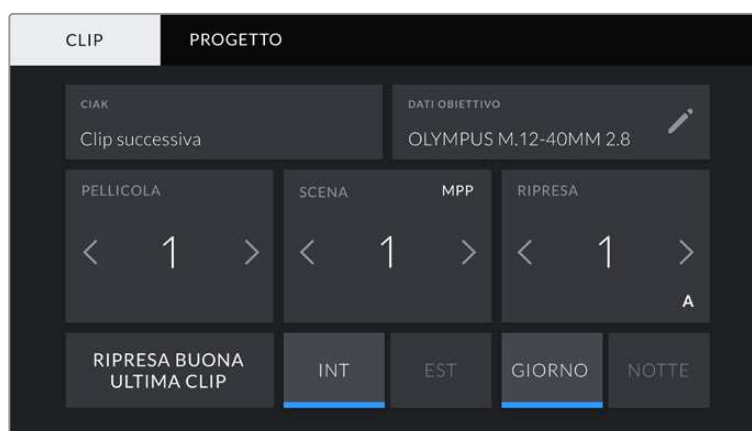 CLIP PROGETTO
CIAK DATI OBIETTIVO
Clip successiva OLYMPUS M.12-40MM 2.8
PELLICOLA SCENA MPP RIPRESA
1 1 1
A
RIPRESA BUONA
ULTIMA CLIP INT EST GIORNO NOTTE